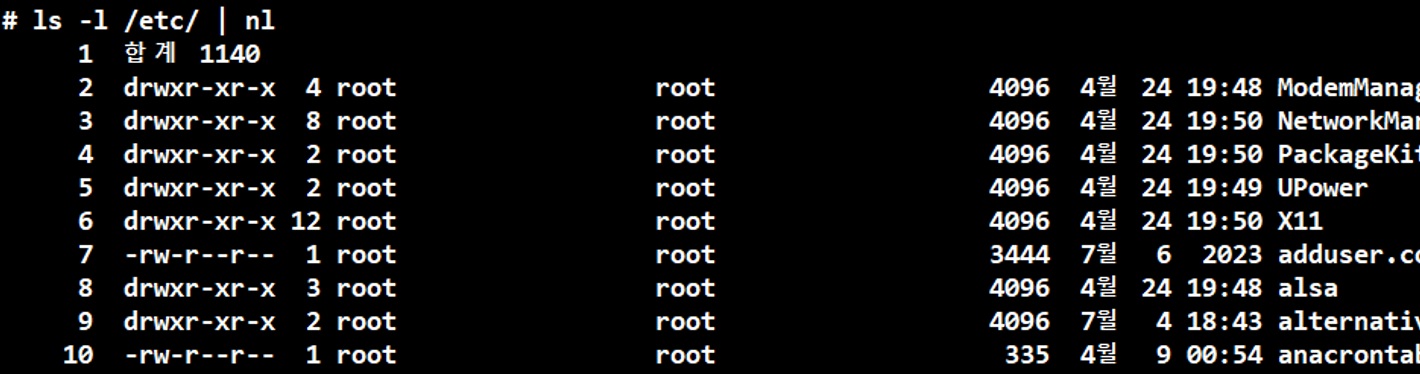 # ls -l /etc/ | nl
     1  합계 1140
     2  drwxr-xr-x  4 root                 root                  4096  4월 24 19:48 ModemManag
     3  drwxr-xr-x  8 root                 root                  4096  4월 24 19:50 NetworkMan
     4  drwxr-xr-x  2 root                 root                  4096  4월 24 19:50 PackageKit
     5  drwxr-xr-x  2 root                 root                  4096  4월 24 19:49 UPower
     6  drwxr-xr-x 12 root                 root                  4096  4월 24 19:50 X11
     7  -rw-r--r--  1 root                 root                  3444  7월  6  2023 adduser.co
     8  drwxr-xr-x  3 root                 root                  4096  4월 24 19:48 alsa
     9  drwxr-xr-x  2 root                 root                  4096  7월  4 18:43 alternativ
    10  -rw-r--r--  1 root                 root                   335  4월  9 00:54 anacrontab